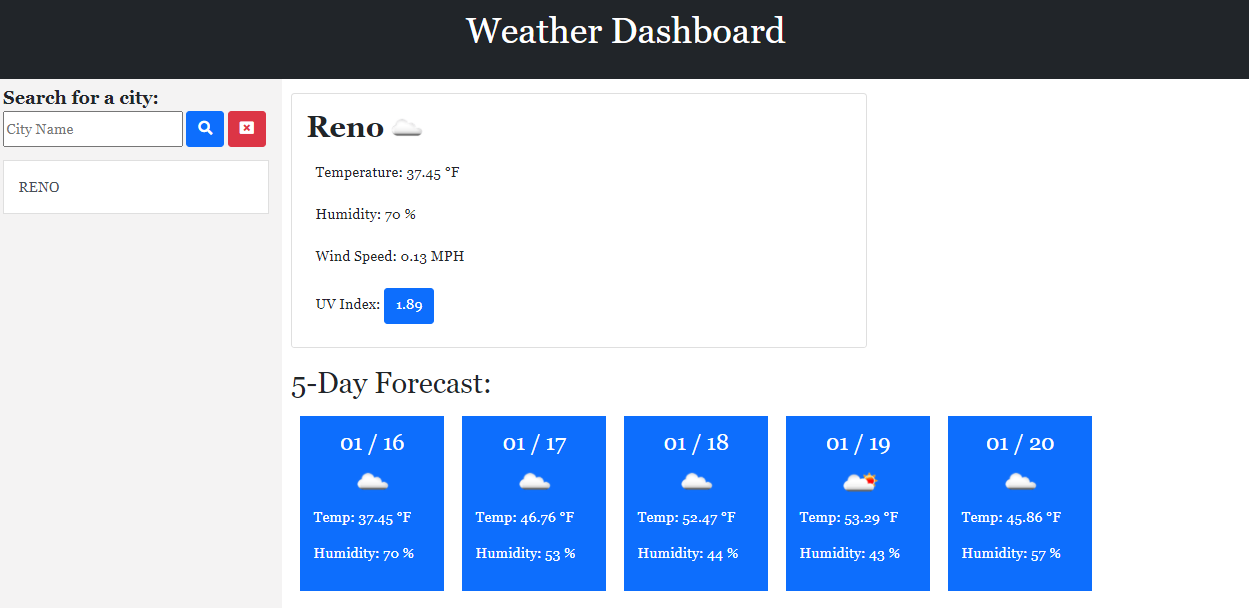 Weather Dashboard
Search for a city:
City Name
RENO
Reno
Temperature: 37.45 °F
Humidity: 70 %
Wind Speed: 0.13 MPH
UV Index: 1.89
5-Day Forecast:
01 / 16
Temp: 37.45 °F
Humidity: 70 %
01 / 17
Temp: 46.76 °F
Humidity: 53 %
01 / 18
Temp: 52.47 °F
Humidity: 44 %
01 / 19
Temp: 53.29 °F
Humidity: 43 %
01 / 20
Temp: 45.86 °F
Humidity: 57 %